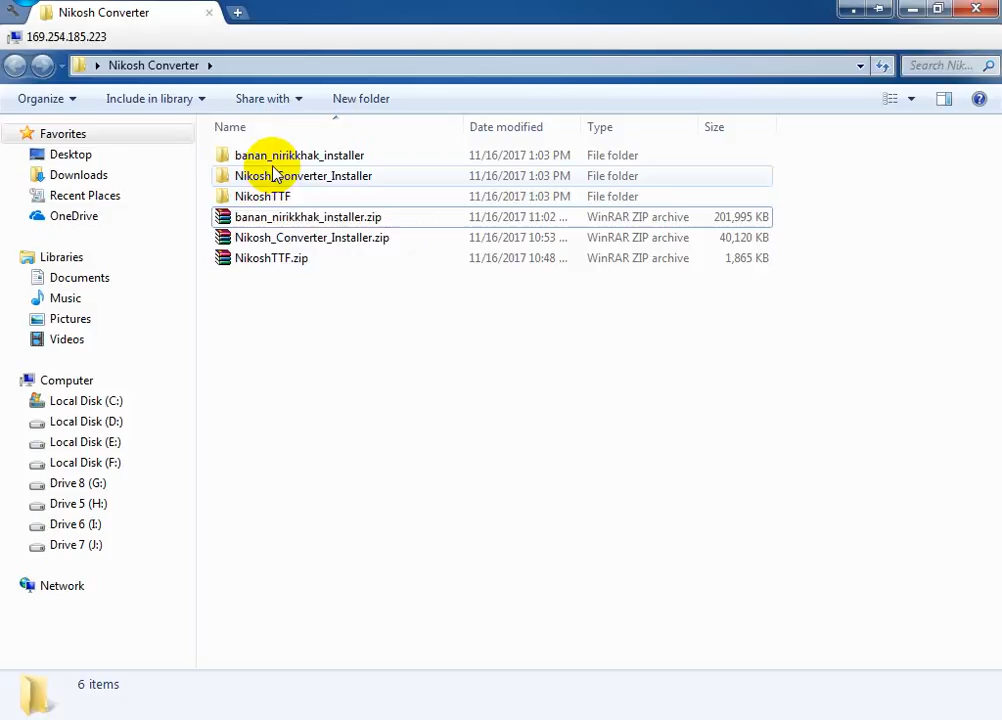 Nikosh Converter
169.254.185.223
Nikosh Converter
Search Nik...
Organize
Include in library
Share with
New folder
Name
Date modified
Type
Size
Favorites
Desktop
Downloads
Recent Places
OneDrive
Libraries
Documents
Music
Pictures
Videos
Computer
Local Disk (C:)
Local Disk (D:)
Local Disk (E:)
Local Disk (F:)
Drive 8 (G:)
Drive 5 (H:)
Drive 6 (I:)
Drive 7 (J:)
Network
banan_nirikkhak_installer 11/16/2017 1:03 PM File folder
Nikosh_Converter_Installer 11/16/2017 1:03 PM File folder
NikoshTTF 11/16/2017 1:03 PM File folder
banan_nirikkhak_installer.zip 11/16/2017 11:02 ... WinRAR ZIP archive 201,995 KB
Nikosh_Converter_Installer.zip 11/16/2017 10:53 ... WinRAR ZIP archive 40,120 KB
NikoshTTF.zip 11/16/2017 10:48 ... WinRAR ZIP archive 1,865 KB
6 items